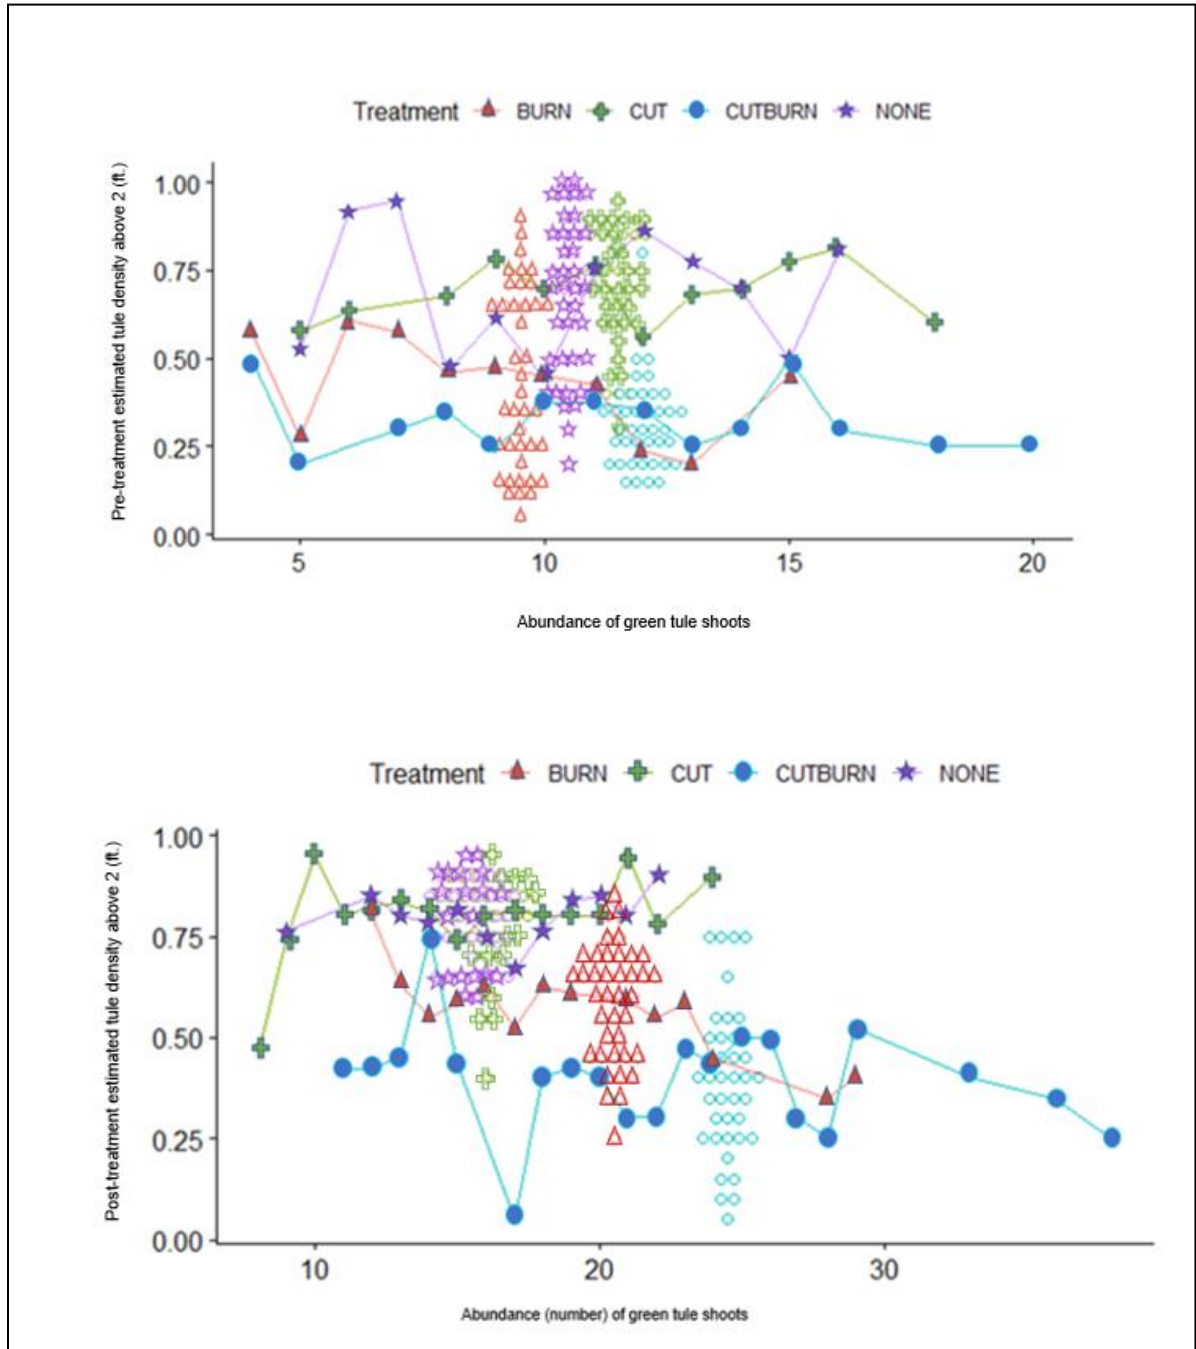 Treatment BURN CUT CUTBURN NONE
Pre-treatment estimated tule density above 2 (ft.)
1.00
0.75
0.50
0.25
0.00
5 10 15 20
Abundance of green tule shoots
Treatment BURN CUT CUTBURN NONE
Post-treatment estimated tule density above 2 (ft.)
1.00
0.75
0.50
0.25
0.00
10 20 30
Abundance (number) of green tule shoots